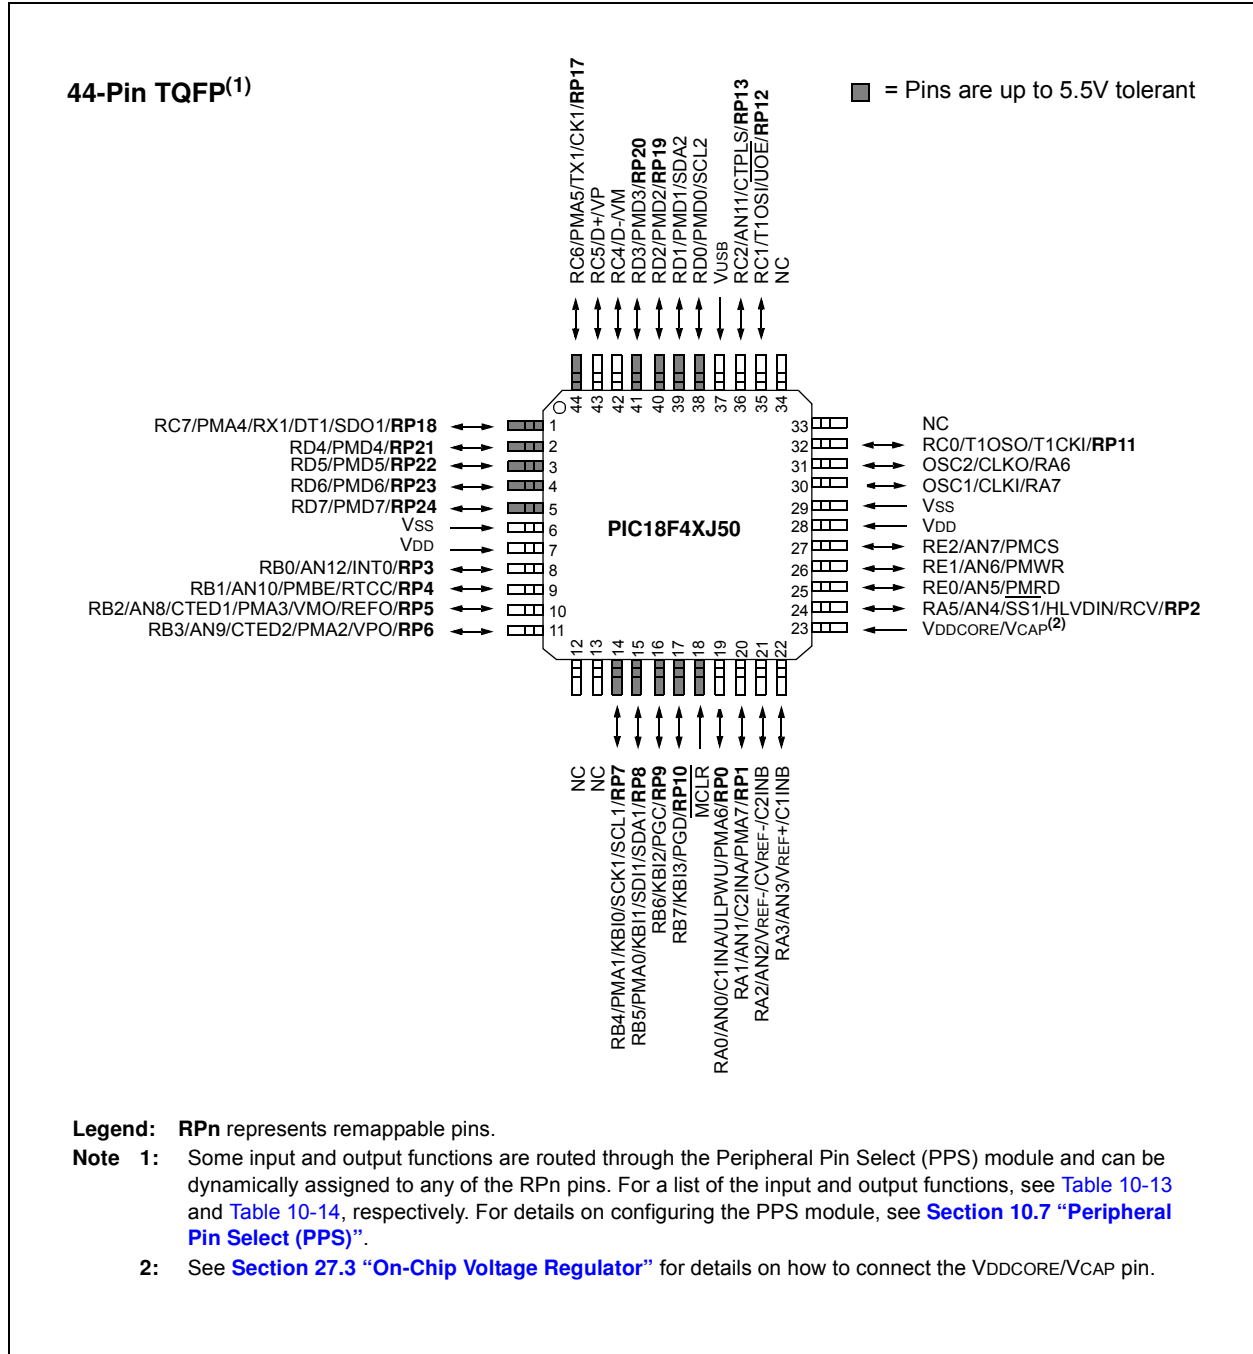 44-Pin TQFP(1)
= Pins are up to 5.5V tolerant
RC6/PMA5/TX1/CK1/RP17
RC5/D+/VP
RC4/D-/VM
RD3/PMD3/RP20
RD2/PMD2/RP19
RD1/PMD1/SDA2
RD0/PMD0/SCL2
VUSB
RC2/AN11/CTPLS/RP13
RC1/T1OSI/UOE/RP12
NC
44 43 42 41 40 39 38 37 36 35 34
RC7/PMA4/RX1/DT1/SDO1/RP18 1
RD4/PMD4/RP21 2
RD5/PMD5/RP22 3
RD6/PMD6/RP23 4
RD7/PMD7/RP24 5
VSS 6
VDD 7
RB0/AN12/INT0/RP3 8
RB1/AN10/PMBE/RTCC/RP4 9
RB2/AN8/CTED1/PMA3/VMO/REFO/RP5 10
RB3/AN9/CTED2/PMA2/VPO/RP6 11
PIC18F4XJ50
33 NC
32 RC0/T1OSO/T1CKI/RP11
31 OSC2/CLKO/RA6
30 OSC1/CLKI/RA7
29 VSS
28 VDD
27 RE2/AN7/PMCS
26 RE1/AN6/PMWR
25 RE0/AN5/PMRD
24 RA5/AN4/SS1/HLVDIN/RCV/RP2
23 VDDCORE/VCAP(2)
12 13 14 15 16 17 18 19 20 21 22
NC
NC
RB4/PMA1/KBI0/SCK1/SCL1/RP7
RB5/PMA0/KBI1/SDI1/SDA1/RP8
RB6/KBI2/PGC/RP9
RB7/KBI3/PGD/RP10
MCLR
RA0/AN0/C1INA/ULPWU/PMA6/RP0
RA1/AN1/C2INA/PMA7/RP1
RA2/AN2/VREF-/CVREF-/C2INB
RA3/AN3/VREF+/C1INB
Legend: RPn represents remappable pins.
Note 1: Some input and output functions are routed through the Peripheral Pin Select (PPS) module and can be
dynamically assigned to any of the RPn pins. For a list of the input and output functions, see Table 10-13
and Table 10-14, respectively. For details on configuring the PPS module, see Section 10.7 “Peripheral
Pin Select (PPS)”.
2: See Section 27.3 “On-Chip Voltage Regulator” for details on how to connect the VDDCORE/VCAP pin.